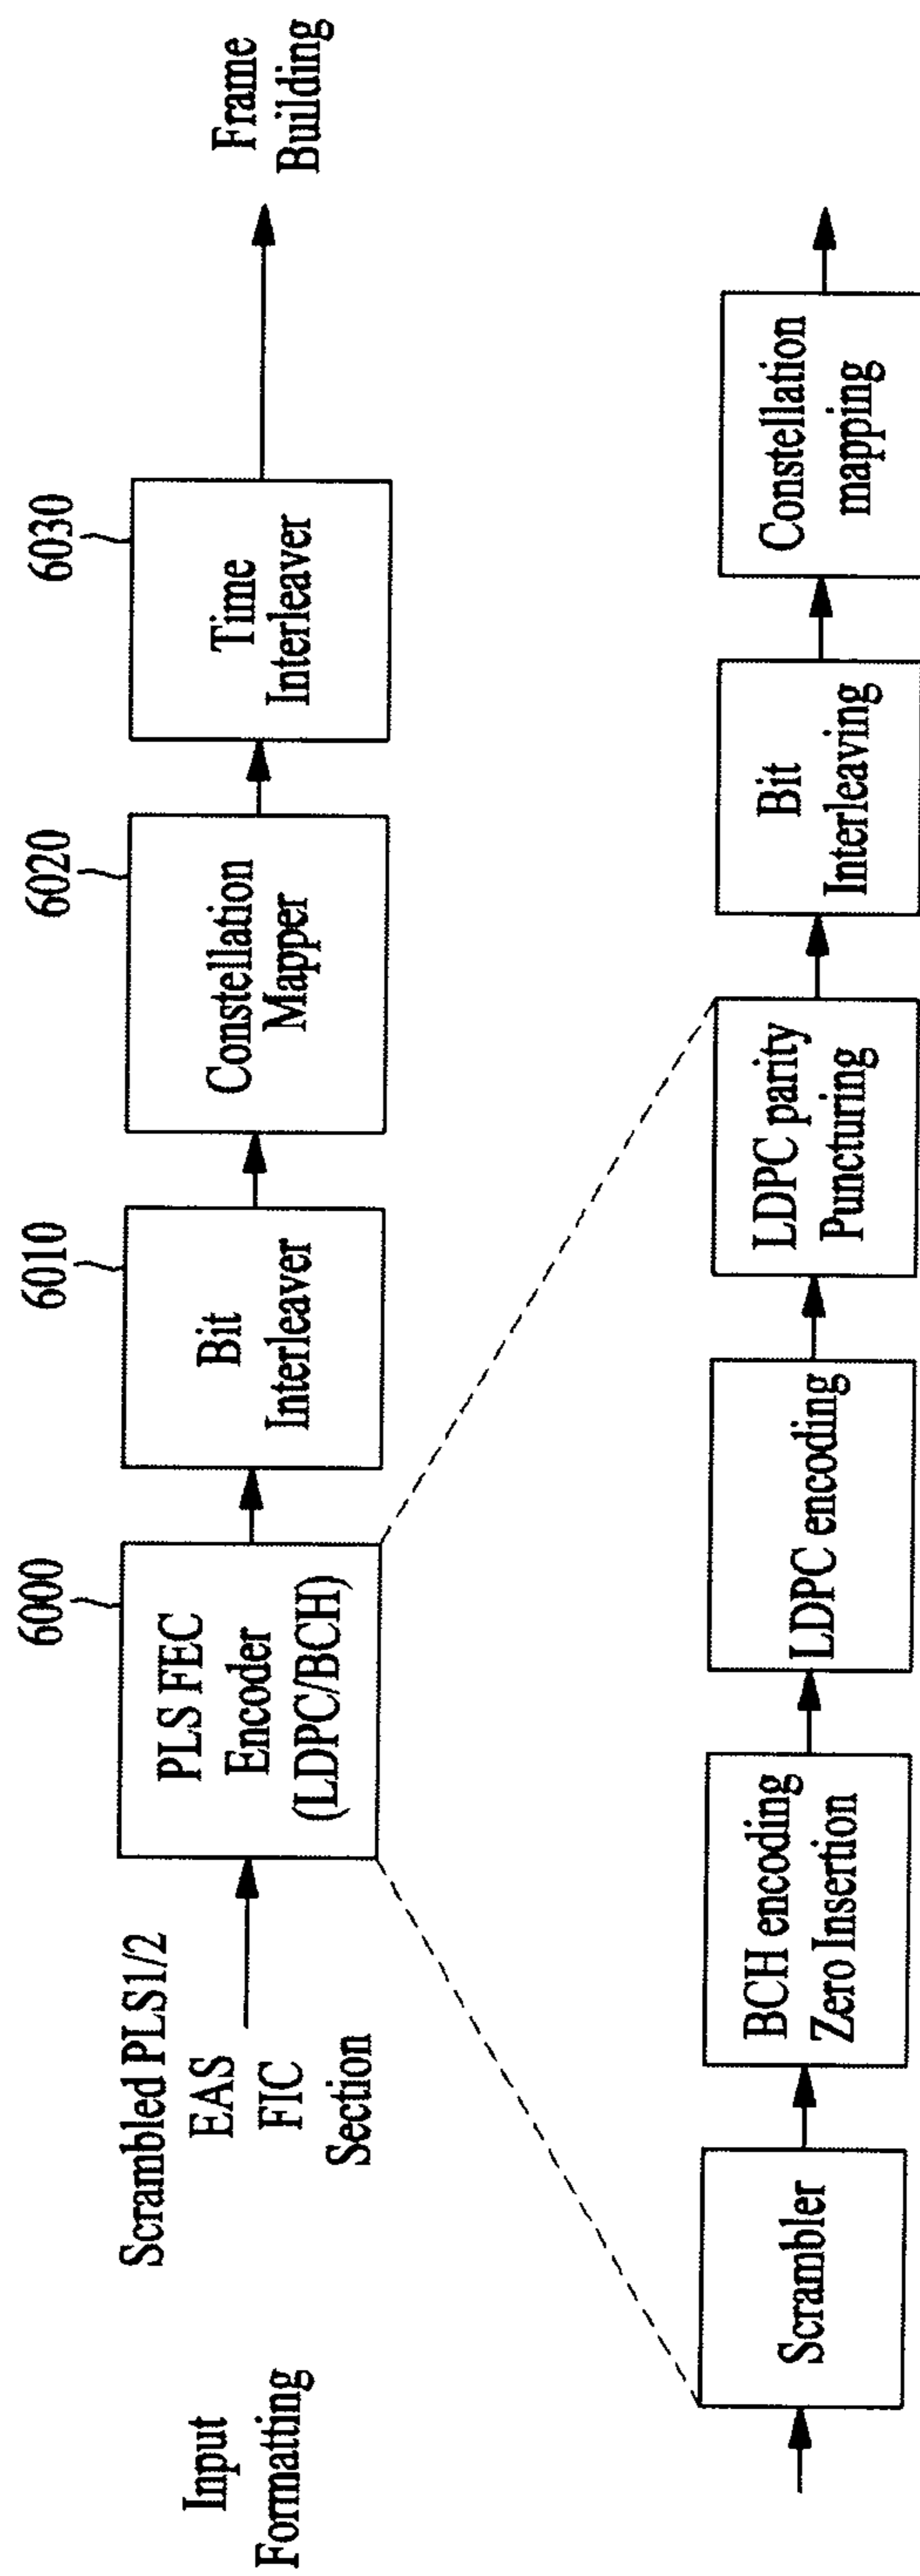 Input
Formatting
Scrambled PLS1/2
EAS
FIC
Section
6000
PLS FEC
Encoder
(LDPC/BCH)
6010
Bit
Interleaver
6020
Constellation
Mapper
6030
Time
Interleaver
Frame
Building
Scrambler
BCH encoding
Zero Insertion
LDPC encoding
LDPC parity
Puncturing
Bit
Interleaving
Constellation
mapping